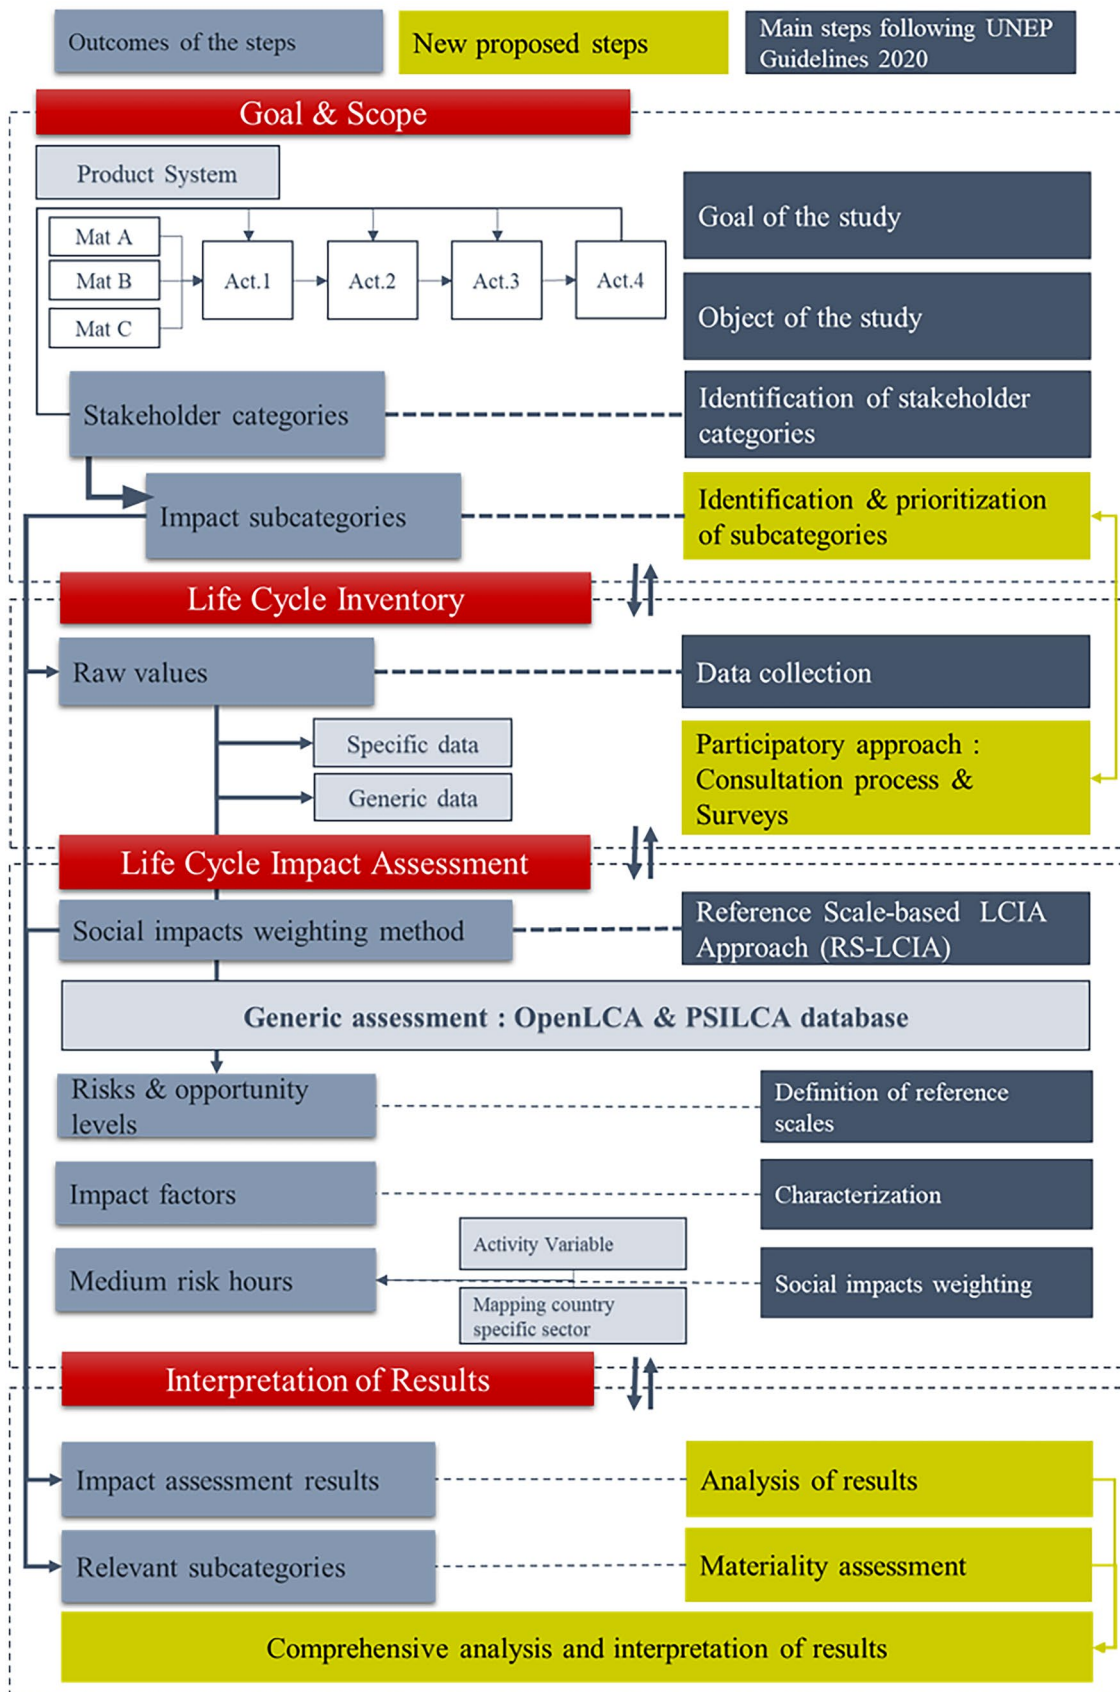 Outcomes of the steps
New proposed steps
Main steps following UNEP
Guidelines 2020
Goal & Scope
Product System
Mat A
Mat B
Mat C
Act.1
Act.2
Act.3
Act.4
Goal of the study
Object of the study
Stakeholder categories
Identification of stakeholder
categories
Impact subcategories
Identification & prioritization
of subcategories
Life Cycle Inventory
Raw values
Data collection
Specific data
Generic data
Participatory approach :
Consultation process &
Surveys
Life Cycle Impact Assessment
Social impacts weighting method
Reference Scale-based LCIA
Approach (RS-LCIA)
Generic assessment : OpenLCA & PSILCA database
Risks & opportunity
levels
Definition of reference
scales
Impact factors
Characterization
Activity Variable
Medium risk hours
Social impacts weighting
Mapping country
specific sector
Interpretation of Results
Impact assessment results
Analysis of results
Relevant subcategories
Materiality assessment
Comprehensive analysis and interpretation of results